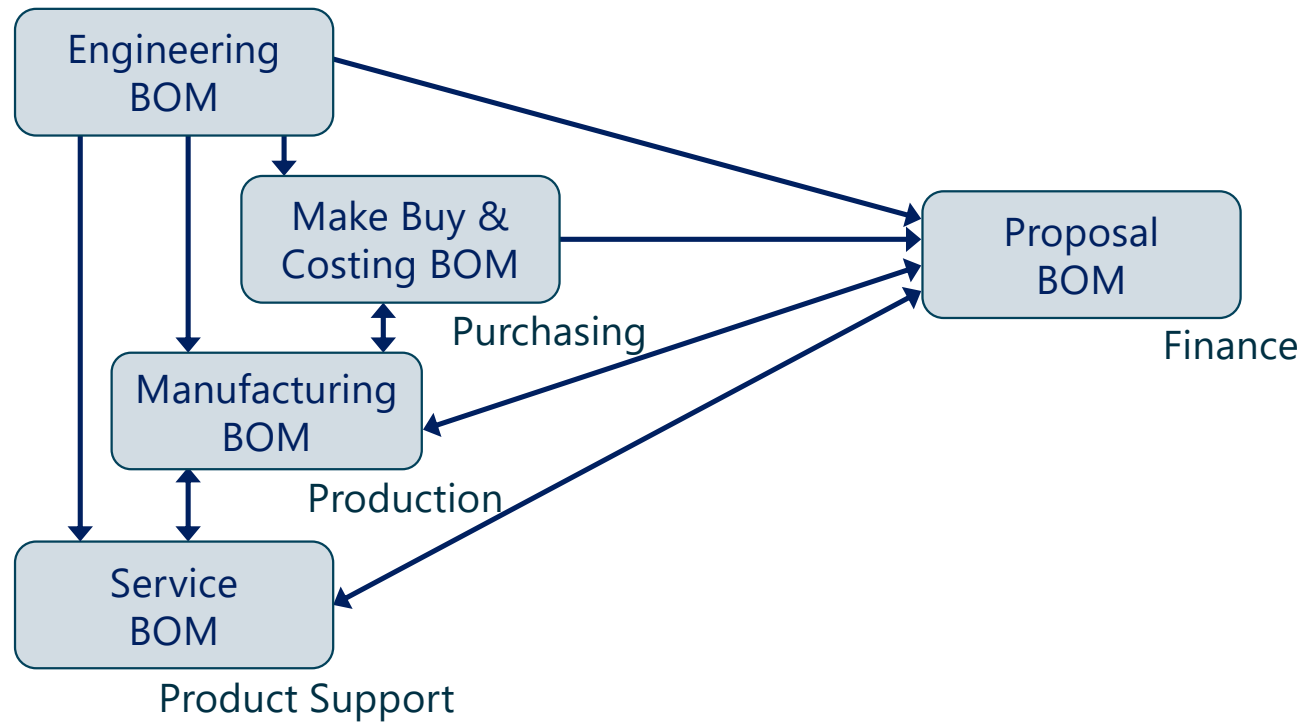 Engineering
BOM
Make Buy &
Costing BOM
Purchasing
Proposal
BOM
Finance
Manufacturing
BOM
Production
Service
BOM
Product Support